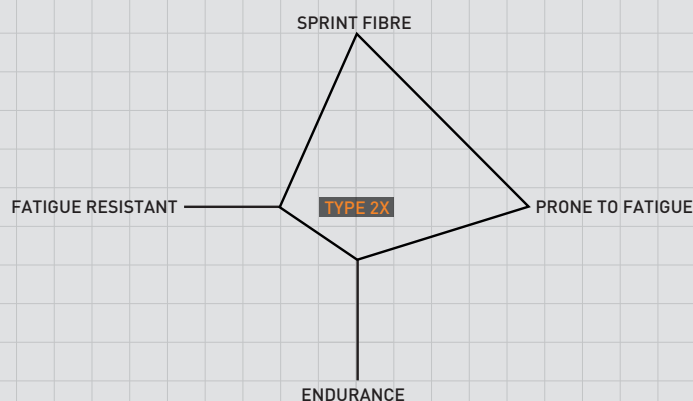 SPRINT FIBRE
FATIGUE RESISTANT
TYPE 2X
PRONE TO FATIGUE
ENDURANCE